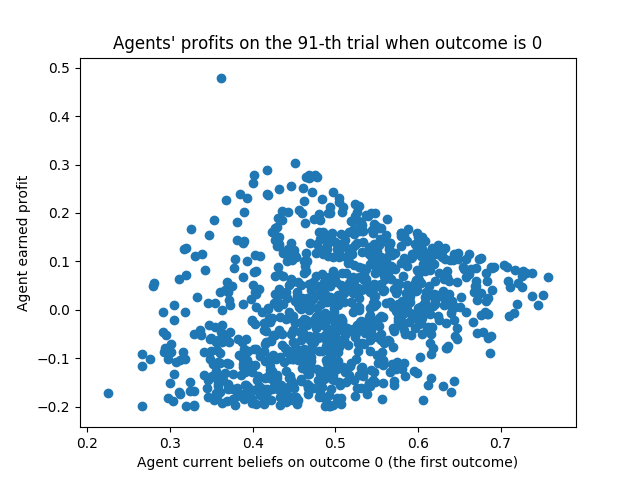 Agents' profits on the 91-th trial when outcome is 0
0.5
0.4
0.3
0.2
0.1
0.0
−0.1
−0.2
Agent earned profit
0.2 0.3 0.4 0.5 0.6 0.7
Agent current beliefs on outcome 0 (the first outcome)